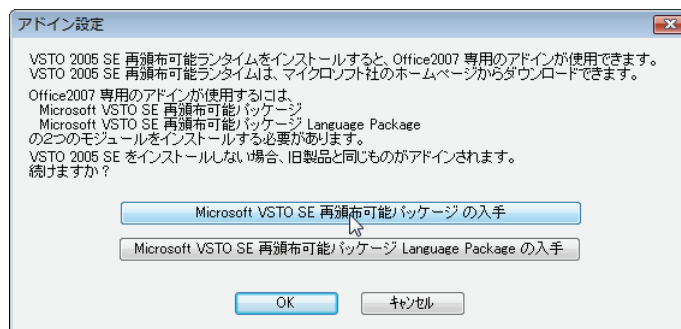 アドイン設定
VSTO 2005 SE 再頒布可能ランタイムをインストールすると、Office2007 専用のアドインが使用できます。
VSTO 2005 SE 再頒布可能ランタイムは、マイクロソフト社のホームページからダウンロードできます。
Office2007 専用のアドインが使用するには、
Microsoft VSTO SE 再頒布可能パッケージ
Microsoft VSTO SE 再頒布可能パッケージ Language Package
の2つのモジュールをインストールする必要があります。
VSTO 2005 SE をインストールしない場合、旧製品と同じものがアドインされます。
続けますか？
Microsoft VSTO SE 再頒布可能パッケージ の入手
Microsoft VSTO SE 再頒布可能パッケージ Language Package の入手
OK
キャンセル